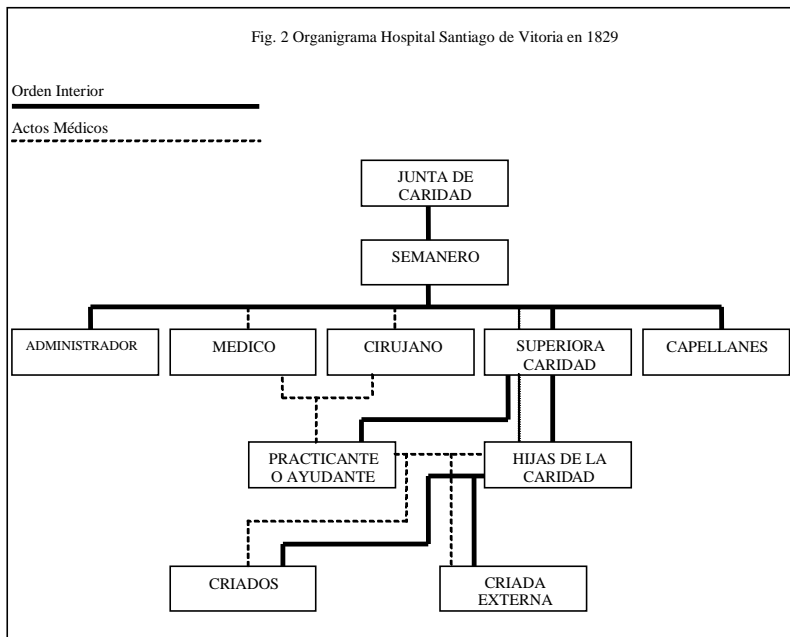 Fig. 2 Organigrama Hospital Santiago de Vitoria en 1829
Orden Interior
Actos Médicos
JUNTA DE
CARIDAD
SEMANERO
ADMINISTRADOR
MEDICO
CIRUJANO
SUPERIORA
CARIDAD
CAPELLANES
PRACTICANTE
O AYUDANTE
HIJAS DE LA
CARIDAD
CRIADOS
CRIADA
EXTERNA